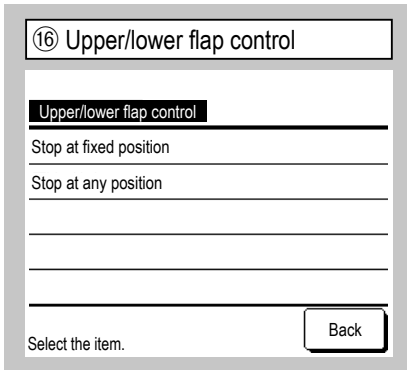 ⑯ Upper/lower flap control
Upper/lower flap control
Stop at fixed position
Stop at any position
Select the item.
Back